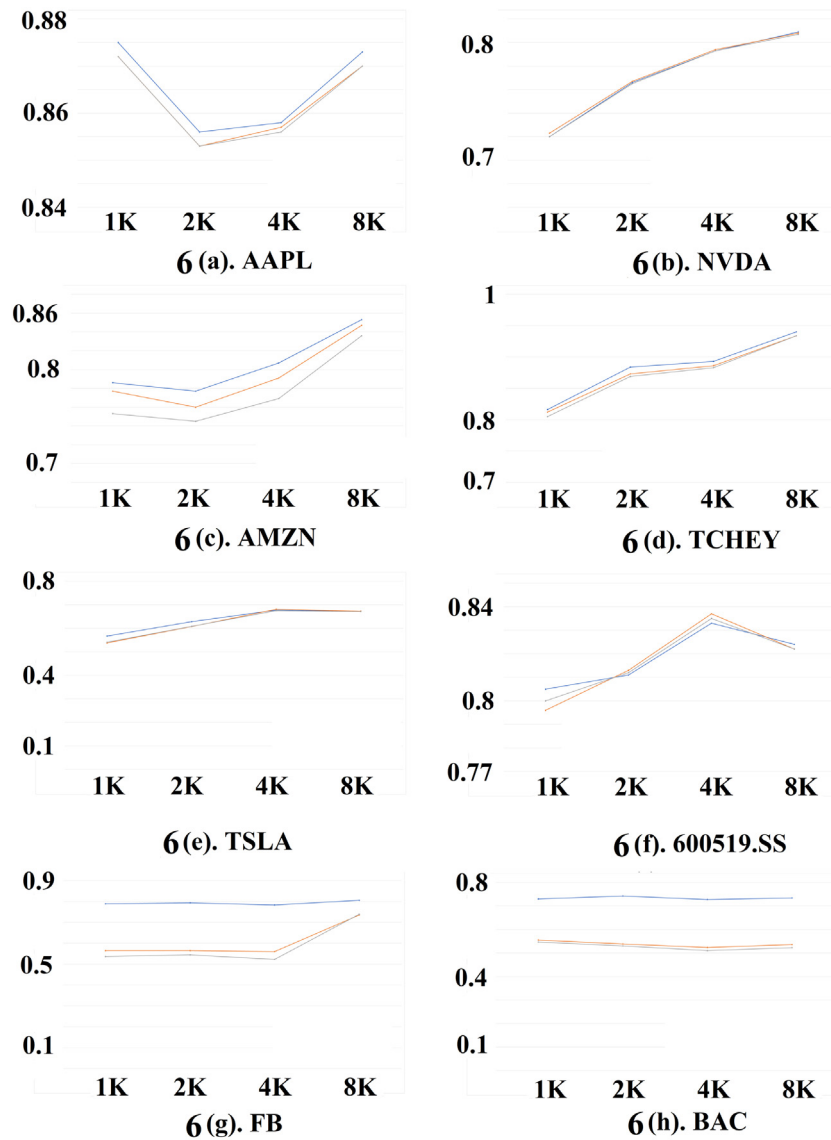 0.88
0.86
0.84
1K 2K 4K 8K
6 (a). AAPL
0.8
0.7
1K 2K 4K 8K
6 (b). NVDA
0.86
0.8
0.7
1K 2K 4K 8K
6 (c). AMZN
1
0.8
0.7
1K 2K 4K 8K
6 (d). TCHEY
0.8
0.4
0.1
1K 2K 4K 8K
6 (e). TSLA
0.84
0.8
0.77
1K 2K 4K 8K
6 (f). 600519.SS
0.9
0.5
0.1
1K 2K 4K 8K
6 (g). FB
0.8
0.4
0.1
1K 2K 4K 8K
6 (h). BAC